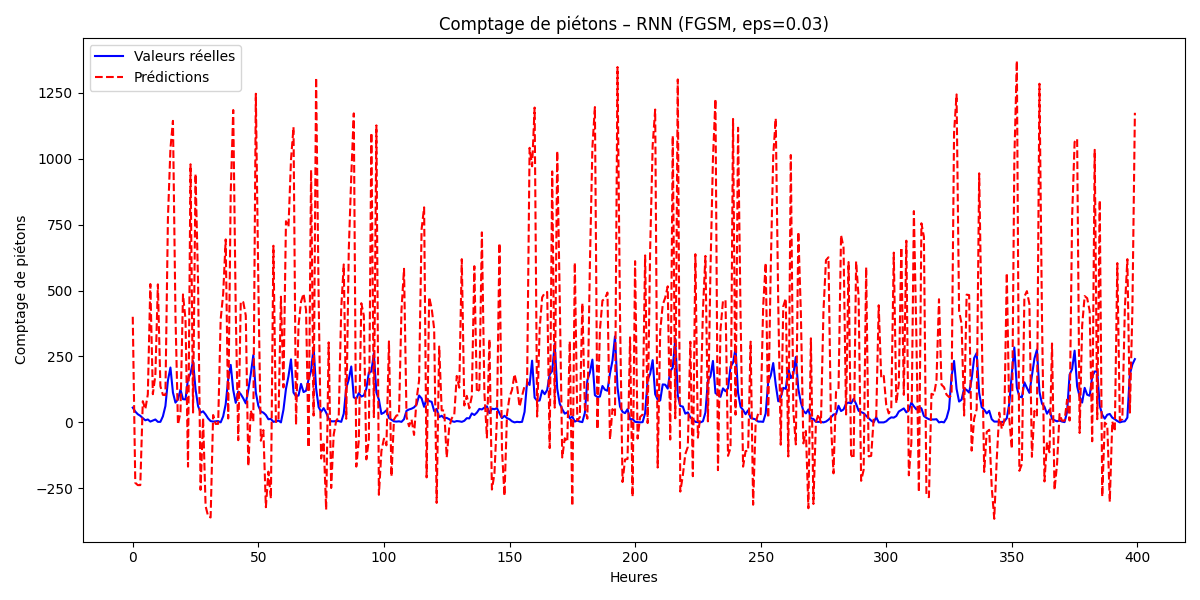 Comptage de piétons – RNN (FGSM, eps=0.03)
Valeurs réelles
Prédictions
Comptage de piétons
1250
1000
750
500
250
0
−250
0 50 100 150 200 250 300 350 400
Heures